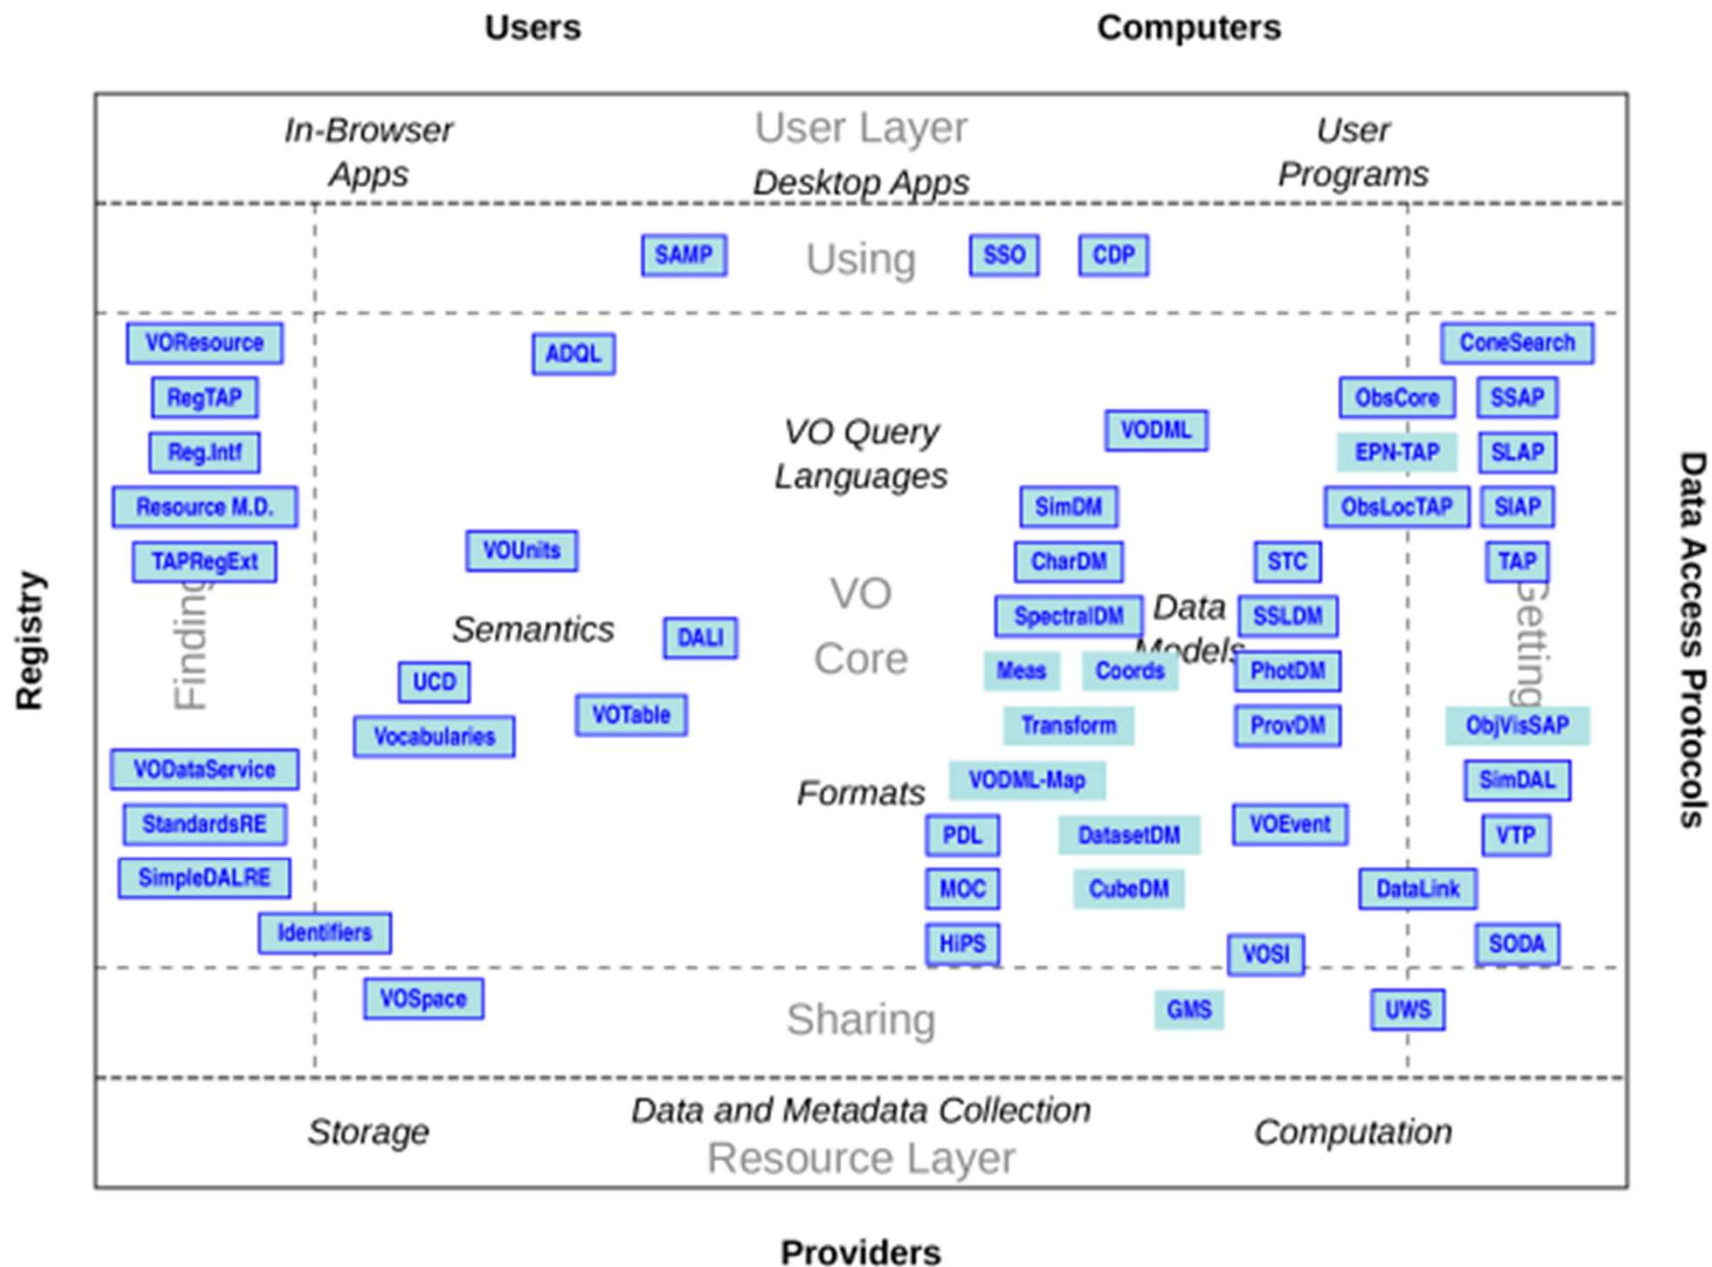 Users
Computers
In-Browser
Apps
User Layer
Desktop Apps
User
Programs
SAMP
Using
SSO
CDP
VOResource
RegTAP
Reg.Intf
Resource M.D.
TAPRegExt
Finding
VODataService
StandardsRE
SimpleDALRE
Identifiers
Registry
ADQL
VOUnits
Semantics
DALI
UCD
VOTable
Vocabularies
VO Query
Languages
VO
Core
Formats
VODML
SimDM
CharDM
SpectralDM
Meas
Coords
Transform
VODML-Map
PDL
MOC
HiPS
DatasetDM
CubeDM
Data
Models
STC
SSLDM
PhotDM
ProvDM
VOEvent
VOSI
ObsCore
EPN-TAP
ObsLocTAP
DataLink
ConeSearch
SSAP
SLAP
SIAP
TAP
Getting
ObjVisSAP
SimDAL
VTP
SODA
Data Access Protocols
VOSpace
Sharing
GMS
UWS
Storage
Data and Metadata Collection
Resource Layer
Computation
Providers